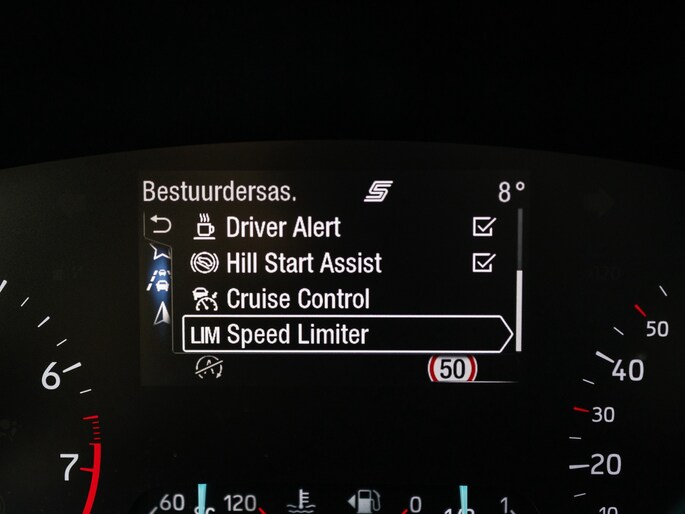 Bestuurdersas. S 8°
Driver Alert
Hill Start Assist
Cruise Control
LIM Speed Limiter
50
50
40
6
30
7
20
60 120 0 1